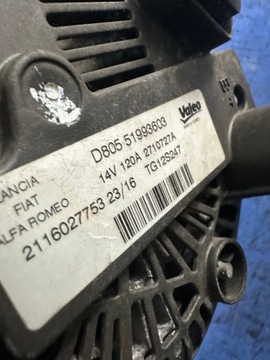 Valeo
D805 51993603
14V 120A 2710727A
TG12S247
LANCIA
FIAT
ALFA ROMEO
2116027753 23/16